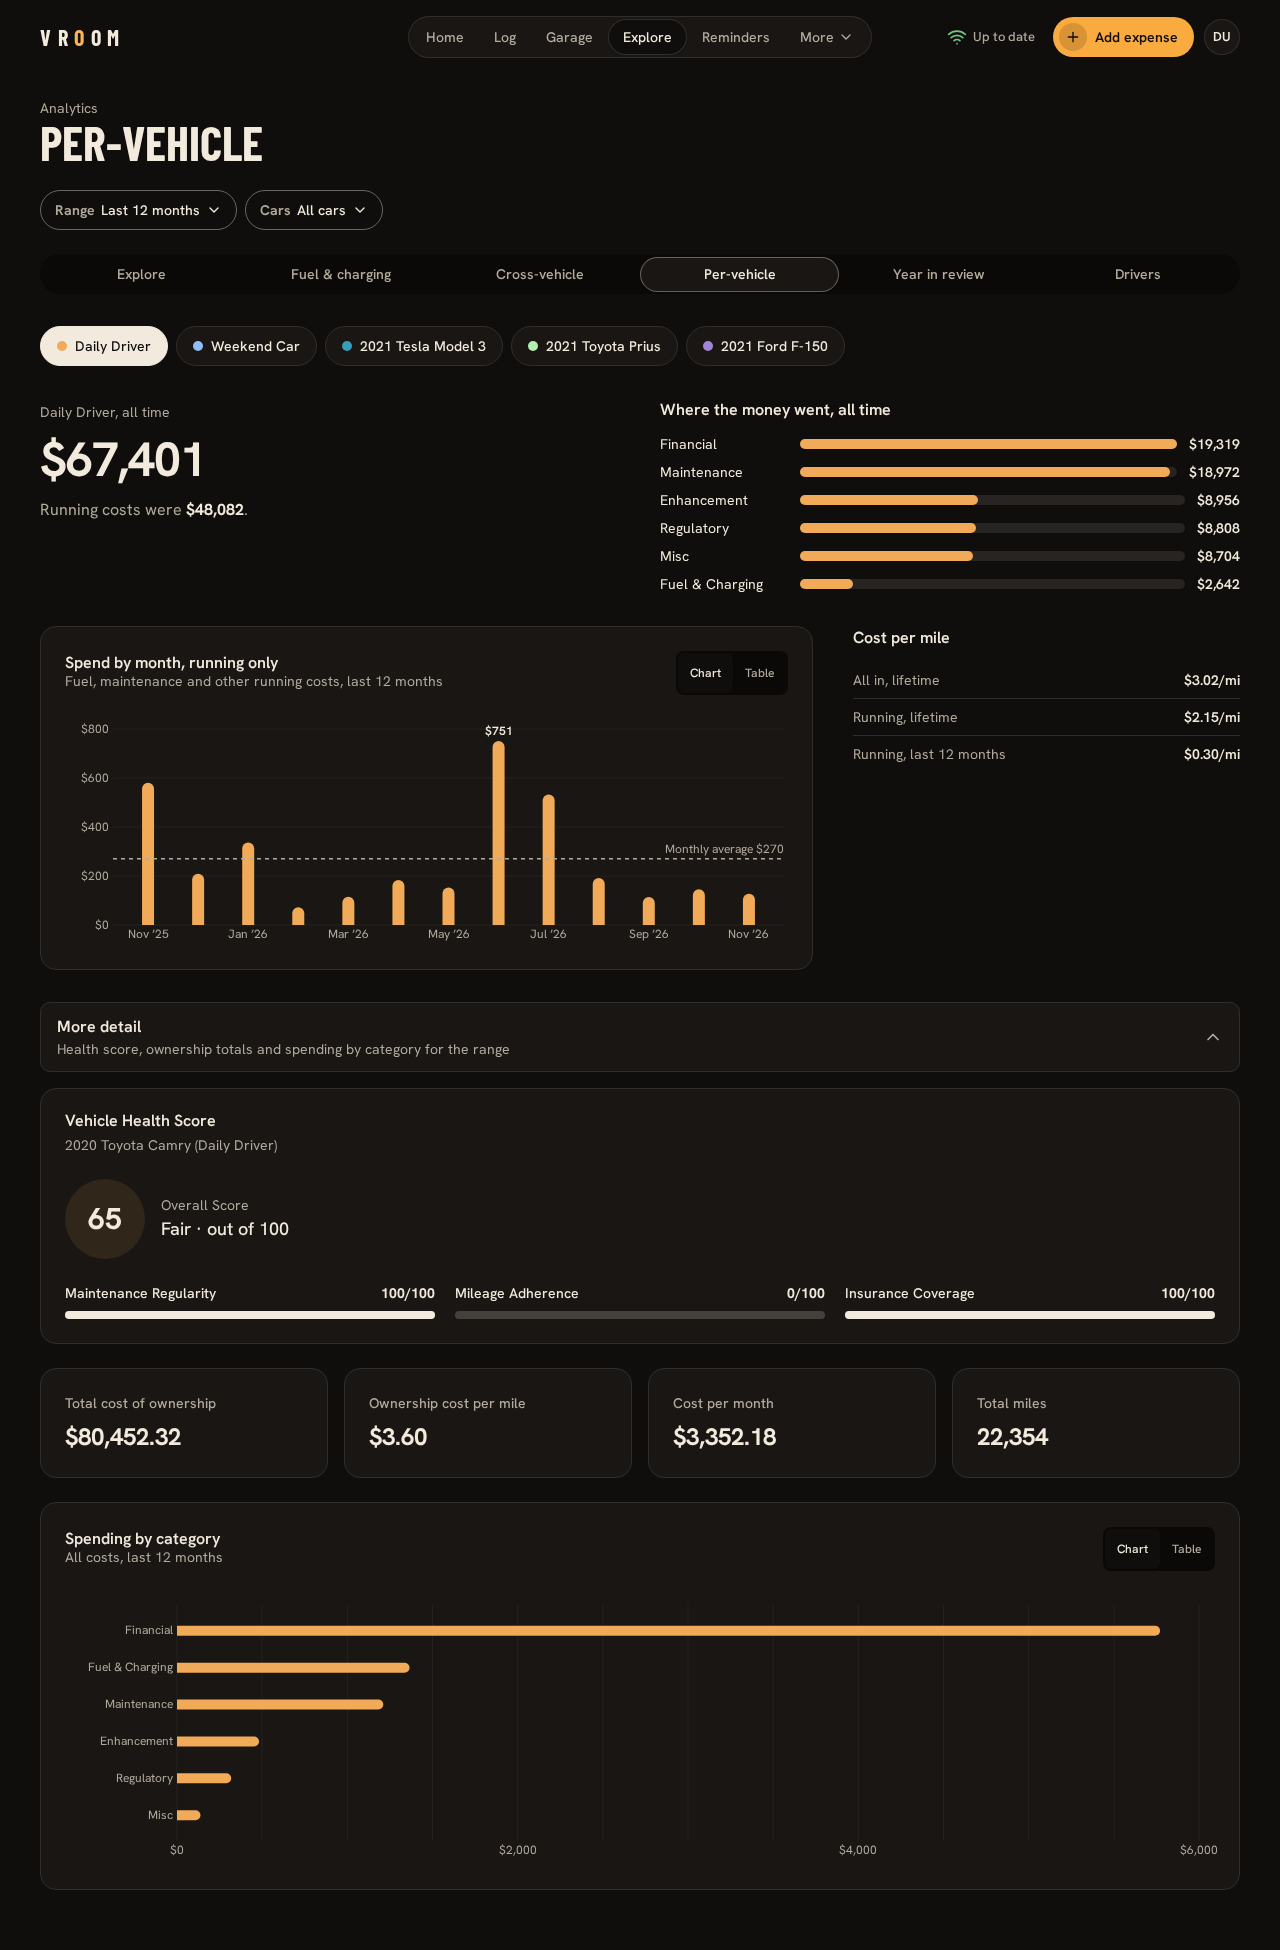 VROOM
Home
Log
Garage
Explore
Reminders
More
Up to date
Add expense
DU
Analytics
PER-VEHICLE
Range Last 12 months
Cars All cars
Explore
Fuel & charging
Cross-vehicle
Per-vehicle
Year in review
Drivers
Daily Driver
Weekend Car
2021 Tesla Model 3
2021 Toyota Prius
2021 Ford F-150
Daily Driver, all time
$67,401
Running costs were $48,082.
Where the money went, all time
Financial $19,319
Maintenance $18,972
Enhancement $8,956
Regulatory $8,808
Misc $8,704
Fuel & Charging $2,642
Spend by month, running only
Fuel, maintenance and other running costs, last 12 months
Chart
Table
$800
$600
$400
$200
$0
$751
Monthly average $270
Nov ’25
Jan ’26
Mar ’26
May ’26
Jul ’26
Sep ’26
Nov ’26
Cost per mile
All in, lifetime $3.02/mi
Running, lifetime $2.15/mi
Running, last 12 months $0.30/mi
More detail
Health score, ownership totals and spending by category for the range
Vehicle Health Score
2020 Toyota Camry (Daily Driver)
65
Overall Score
Fair · out of 100
Maintenance Regularity 100/100
Mileage Adherence 0/100
Insurance Coverage 100/100
Total cost of ownership
$80,452.32
Ownership cost per mile
$3.60
Cost per month
$3,352.18
Total miles
22,354
Spending by category
All costs, last 12 months
Chart
Table
Financial
Fuel & Charging
Maintenance
Enhancement
Regulatory
Misc
$0
$2,000
$4,000
$6,000